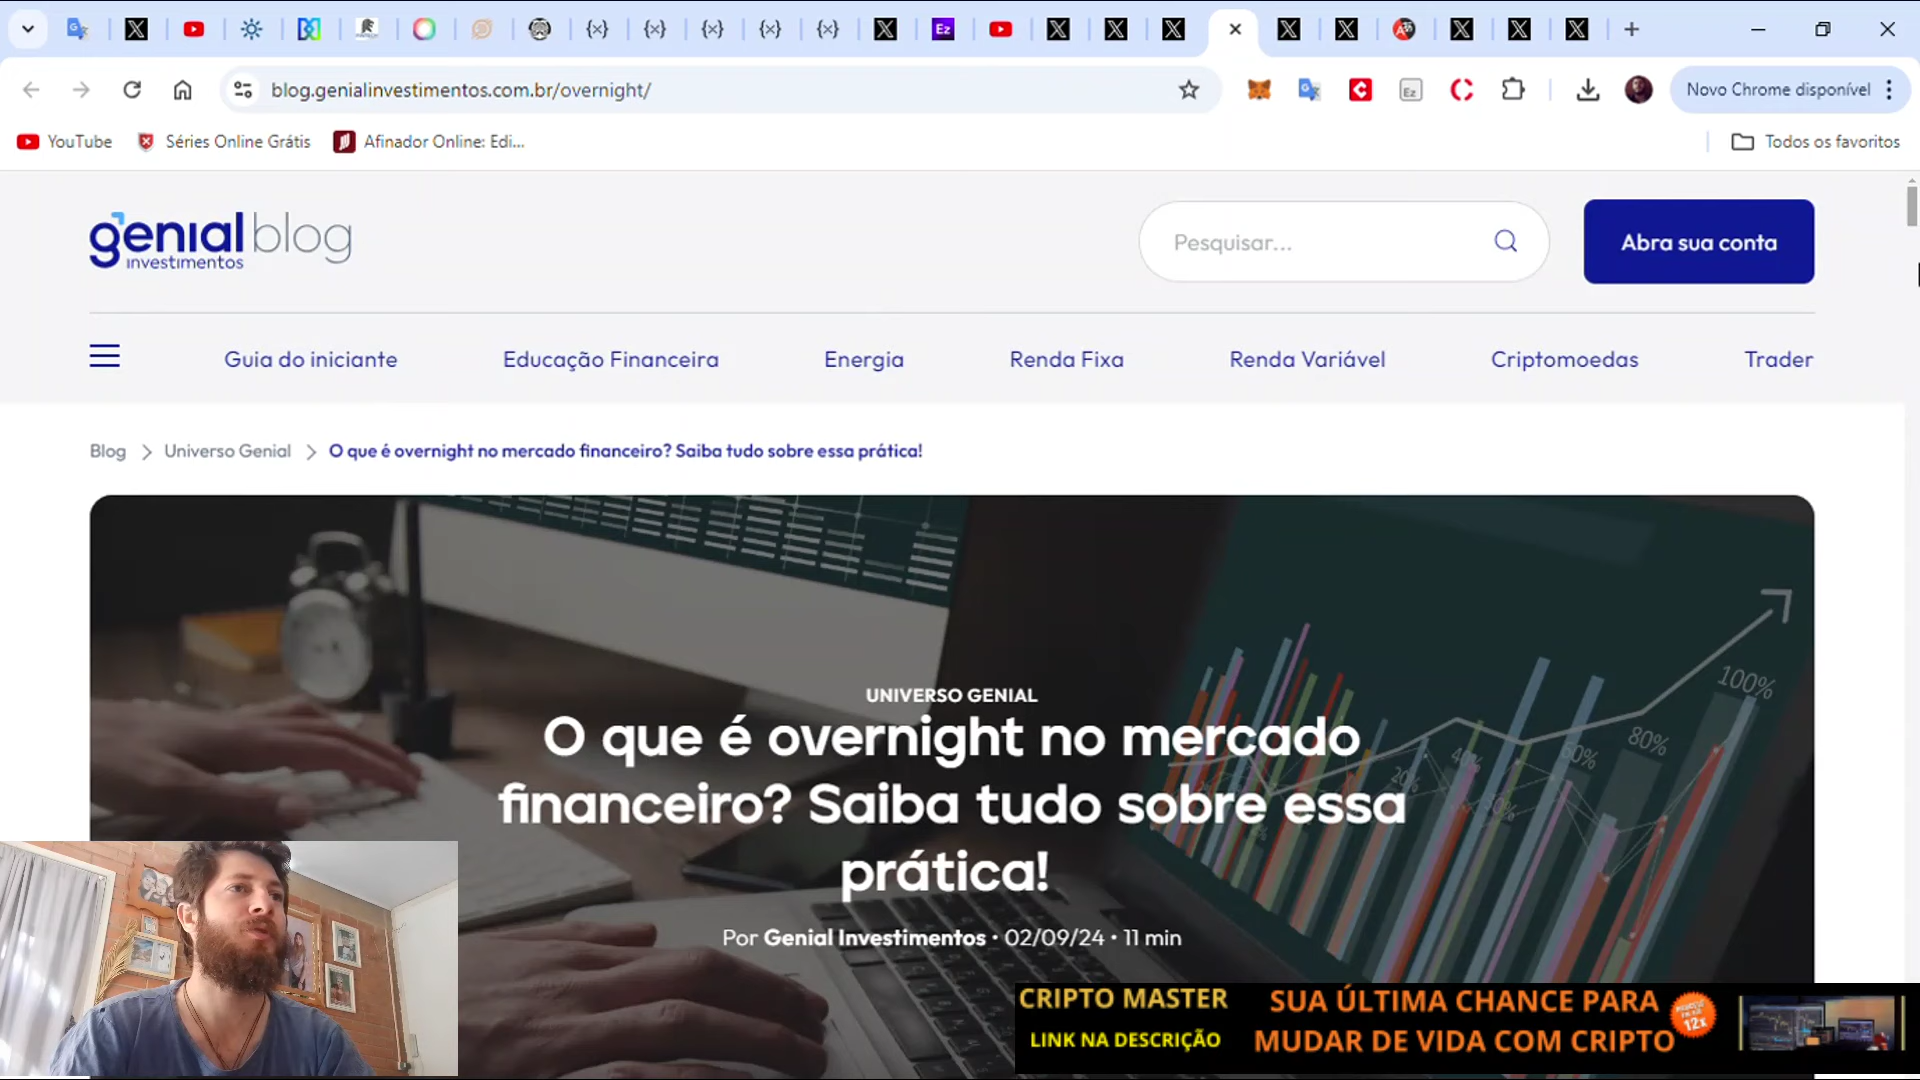 Ez
blog.genialinvestimentos.com.br/overnight/
Ez
Novo Chrome disponível
YouTube
Séries Online Grátis
Afinador Online: Edi...
Todos os favoritos
genial blog
investimentos
Pesquisar...
Abra sua conta
Guia do iniciante
Educação Financeira
Energia
Renda Fixa
Renda Variável
Criptomoedas
Trader
Blog
Universo Genial
O que é overnight no mercado financeiro? Saiba tudo sobre essa prática!
100%
80%
20%
UNIVERSO GENIAL
O que é overnight no mercado
financeiro? Saiba tudo sobre essa
prática!
Por Genial Investimentos • 02/09/24 • 11 min
CRIPTO MASTER
LINK NA DESCRIÇÃO
SUA ÚLTIMA CHANCE PARA
MUDAR DE VIDA COM CRIPTO
12x